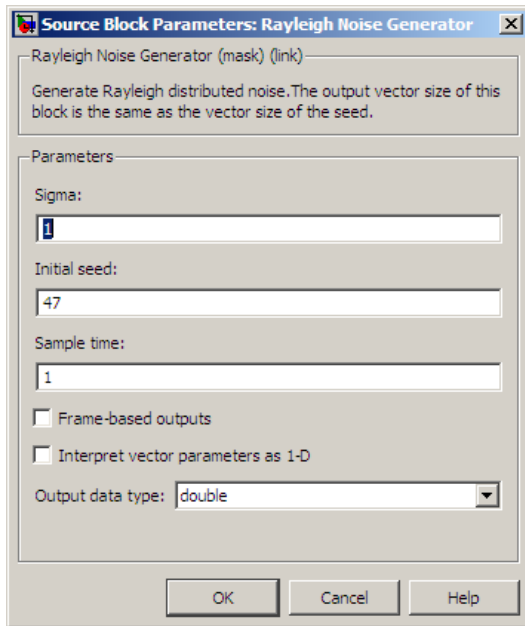 Source Block Parameters: Rayleigh Noise Generator
Rayleigh Noise Generator (mask) (link)
Generate Rayleigh distributed noise.The output vector size of this
block is the same as the vector size of the seed.
Parameters
Sigma:
1
Initial seed:
47
Sample time:
1
Frame-based outputs
Interpret vector parameters as 1-D
Output data type: double
OK Cancel Help